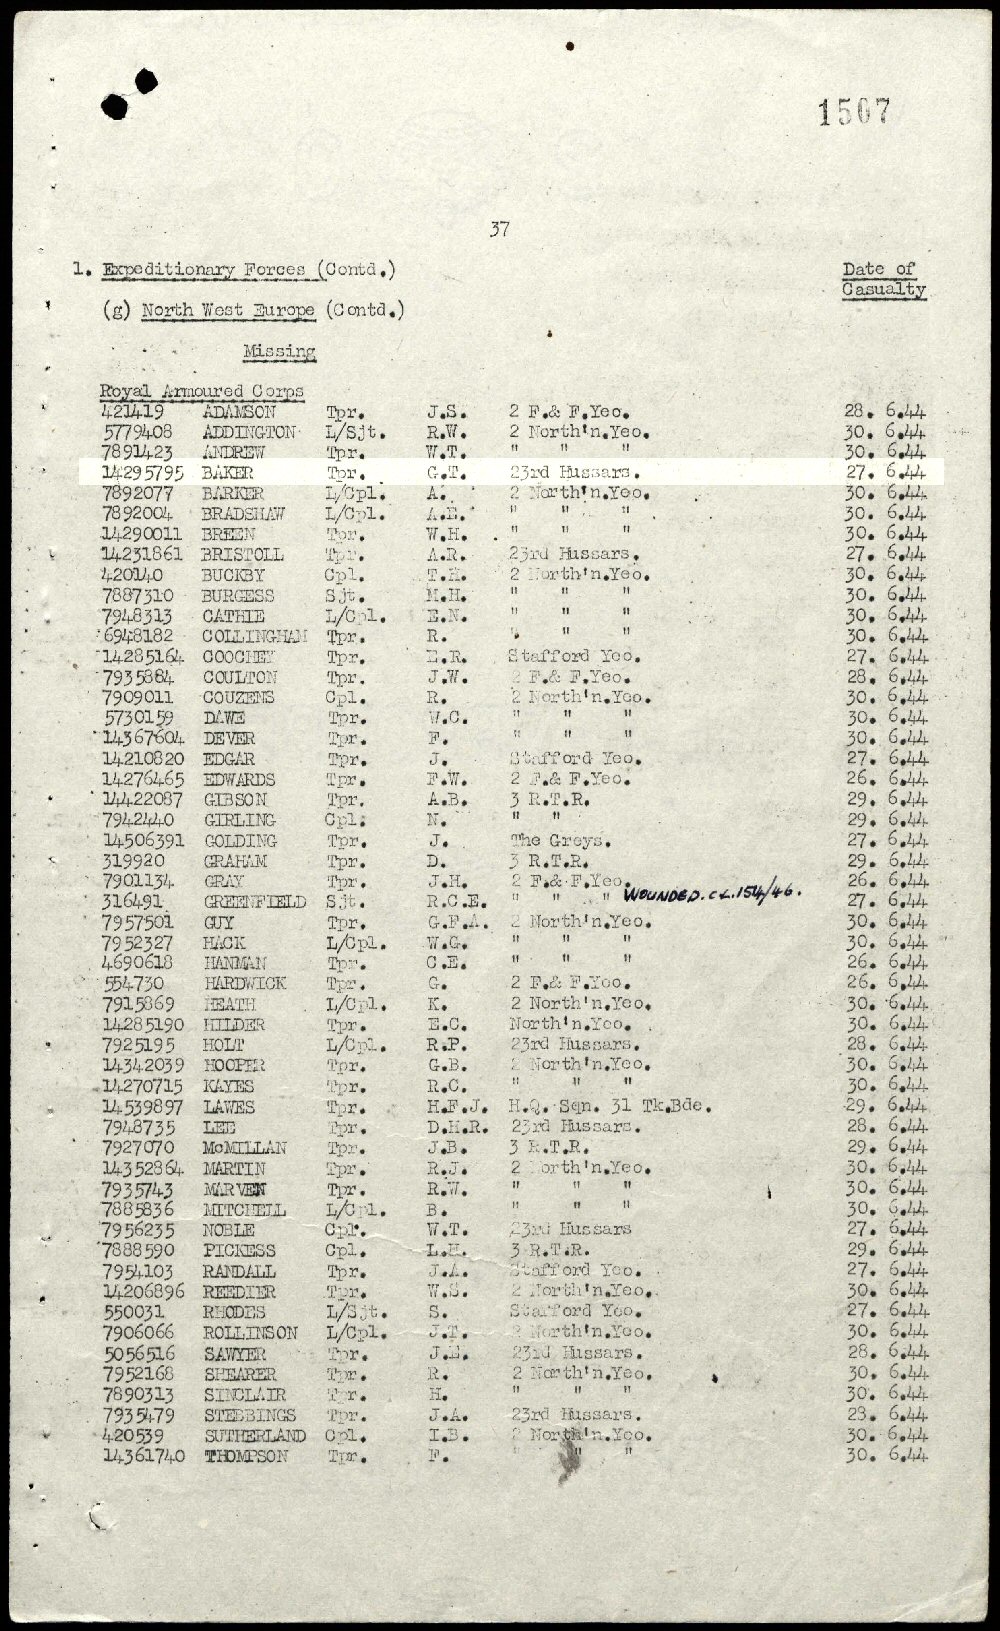 1507
37
1. Expeditionary Forces (Contd.) Date of
Casualty
(g) North West Europe (Contd.)
Missing
Royal Armoured Corps
421419 ADAMSON Tpr. J.S. 2 F.& F.Yeo. 28. 6.44
5779408 ADDINGTON L/Sjt. R.W. 2 North'n.Yeo. 30. 6.44
7891423 ANDREW Tpr. W.T. " " " 30. 6.44
14295795 BAKER Tpr. G.T. 23rd Hussars. 27. 6.44
7892077 BARKER L/Cpl. A. 2 North'n.Yeo. 30. 6.44
7892004 BRADSHAW L/Cpl. A.E. " " " 30. 6.44
14290011 BREEN Tpr. W.H. " " " 30. 6.44
14231861 BRISTOLL Tpr. A.R. 23rd Hussars. 27. 6.44
420140 BUCKBY Cpl. T.H. 2 North'n.Yeo. 30. 6.44
7887310 BURGESS Sjt. M.H. " " " 30. 6.44
7948313 CATHIE L/Cpl. E.N. " " " 30. 6.44
6948182 COLLINGHAM Tpr. R. " " " 30. 6.44
14285164 COOCHEY Tpr. E.R. Stafford Yeo. 27. 6.44
7935884 COULTON Tpr. J.W. 2 F.& F.Yeo. 28. 6.44
7909011 COUZENS Cpl. R. 2 North'n.Yeo. 30. 6.44
5730159 DAWE Tpr. W.C. " " " 30. 6.44
14367604 DEVER Tpr. F. " " " 30. 6.44
14210820 EDGAR Tpr. J. Stafford Yeo. 27. 6.44
14276465 EDWARDS Tpr. F.W. 2 F.& F.Yeo. 26. 6.44
14422087 GIBSON Tpr. A.B. 3 R.T.R. 29. 6.44
7942440 GIRLING Cpl. N. " " 29. 6.44
14506391 GOLDING Tpr. J. The Greys. 27. 6.44
319920 GRAHAM Tpr. D. 3 R.T.R. 29. 6.44
7901134 GRAY Tpr. J.H. 2 F.& F.Yeo. 26. 6.44
316491 GREENFIELD Sjt. R.C.E. " " " WOUNDED. C.L. 154/46. 27. 6.44
7957501 GUY Tpr. G.F.A. 2 North'n.Yeo. 30. 6.44
7952327 HACK L/Cpl. W.G. " " " 30. 6.44
4690618 HANMAN Tpr. C.E. " " " 26. 6.44
554730 HARDWICK Tpr. G. 2 F.& F.Yeo. 26. 6.44
7915869 HEATH L/Cpl. K. 2 North'n.Yeo. 30. 6.44
14285190 HILDER Tpr. E.C. North'n.Yeo. 30. 6.44
7925195 HOLT L/Cpl. R.F. 23rd Hussars. 28. 6.44
14342039 HOOPER Tpr. G.B. 2 North'n.Yeo. 30. 6.44
14270715 KAYES Tpr. R.C. " " " 30. 6.44
14539897 LAWES Tpr. H.F.J. H.Q. Sqn. 31 Tk.Bde. 29. 6.44
7948735 LEE Tpr. D.H.R. 23rd Hussars. 28. 6.44
7927070 McMILLAN Tpr. J.B. 3 R.T.R. 29. 6.44
14352864 MARTIN Tpr. R.J. 2 North'n.Yeo. 30. 6.44
7935743 MARVEN Tpr. R.W. " " " 30. 6.44
7885836 MITCHELL L/Cpl. B. " " " 30. 6.44
7956235 NOBLE Cpl. W.T. 23rd Hussars 27. 6.44
7888590 PICKESS Cpl. L.H. 3 R.T.R. 29. 6.44
7954103 RANDALL Tpr. J.A. Stafford Yeo. 27. 6.44
14206896 REEDIER Tpr. W.S. 2 North'n.Yeo. 30. 6.44
550031 RHODES L/Sjt. S. Stafford Yeo. 27. 6.44
7906066 ROLLINSON L/Cpl. J.T. 2 North'n.Yeo. 30. 6.44
5056516 SAWYER Tpr. J.E. 23rd Hussars. 28. 6.44
7952168 SHEARER Tpr. R. 2 North'n.Yeo. 30. 6.44
7890313 SINCLAIR Tpr. H. " " " 30. 6.44
7935479 STEBBINGS Tpr. J.A. 23rd Hussars. 28. 6.44
420539 SUTHERLAND Cpl. I.B. 2 North'n.Yeo. 30. 6.44
14361740 THOMPSON Tpr. F. " " " 30. 6.44